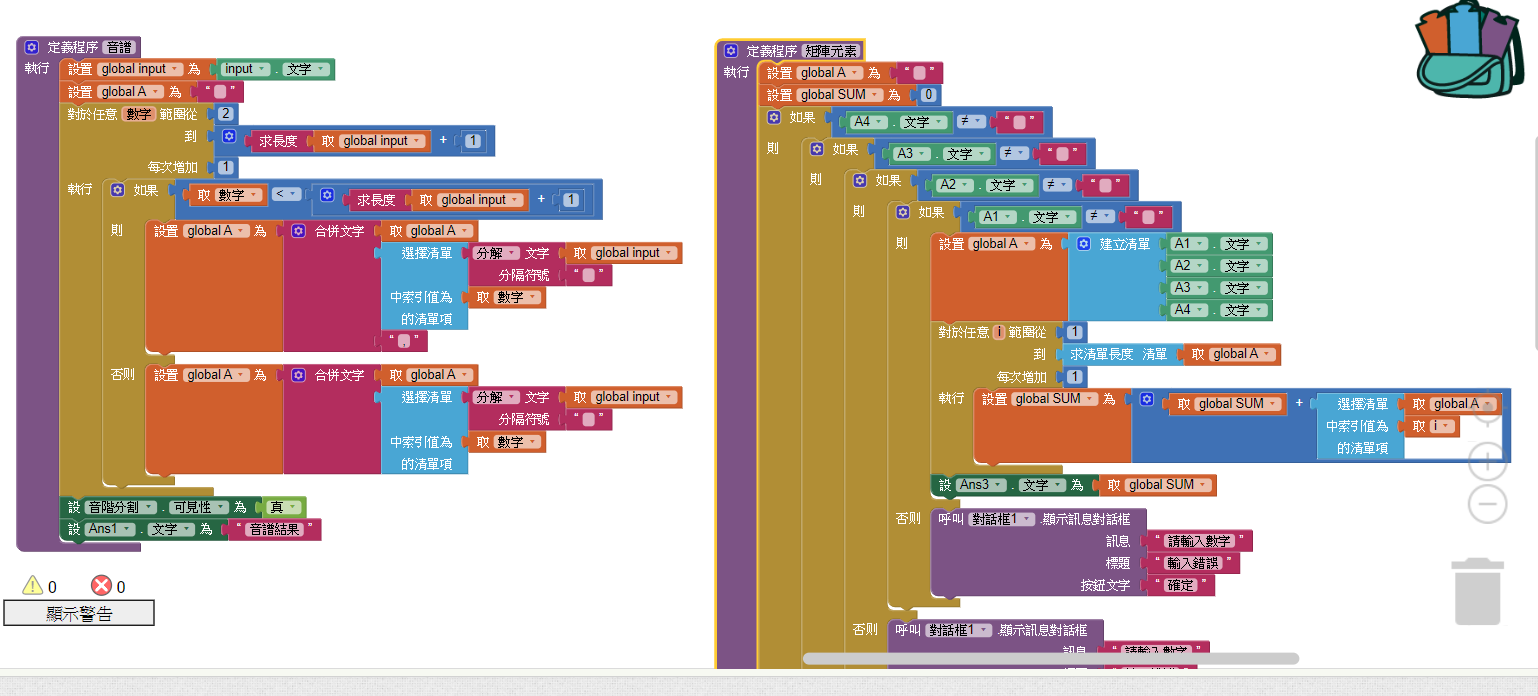 定義程序 音譜
執行 設置 global input 為 input . 文字
設置 global A 為 “ ”
對於任意 數字 範圍從 2
到 求長度 取 global input + 1
每次增加 1
執行 如果 取 數字 < 求長度 取 global input + 1
則 設置 global A 為 合併文字 取 global A
選擇清單 分解 文字 取 global input
分隔符號 “ ”
中索引值為 取 數字
的清單項
“ , ”
否則 設置 global A 為 合併文字 取 global A
選擇清單 分解 文字 取 global input
分隔符號 “ ”
中索引值為 取 數字
的清單項
設 音階分割 . 可見性 為 真
設 Ans1 . 文字 為 “ 音譜結果 ”
0 0
顯示警告
定義程序 矩陣元素
執行 設置 global A 為 “ ”
設置 global SUM 為 0
如果 A4 . 文字 ≠ “ ”
則 如果 A3 . 文字 ≠ “ ”
則 如果 A2 . 文字 ≠ “ ”
則 如果 A1 . 文字 ≠ “ ”
則 設置 global A 為 建立清單 A1 . 文字
A2 . 文字
A3 . 文字
A4 . 文字
對於任意 i 範圍從 1
到 求清單長度 清單 取 global A
每次增加 1
執行 設置 global SUM 為 取 global SUM + 選擇清單 取 global A
中索引值為 取 i
的清單項
設 Ans3 . 文字 為 取 global SUM
否則 呼叫 對話框1 .顯示訊息對話框
訊息 “ 請輸入數字 ”
標題 “ 輸入錯誤 ”
按鈕文字 “ 確定 ”
否則 呼叫 對話框1 .顯示訊息對話框
訊息 “ 請輸入數字 ”